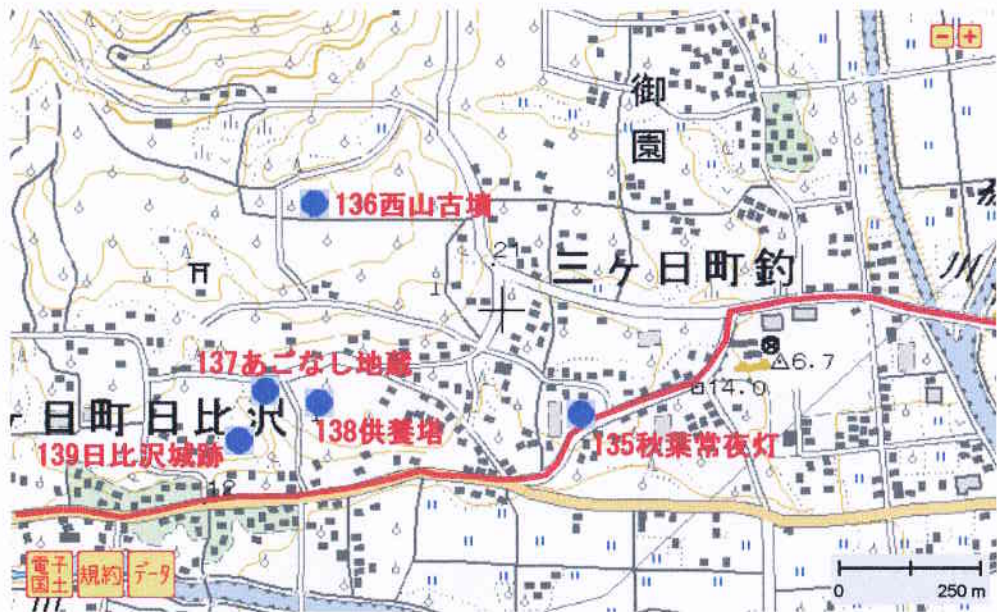 − +
御園
136西山古墳
21
三ケ日町釣
川
137あごなし地蔵
6.7
14.0
ヶ日町日比沢
138供養塔
135秋葉常夜灯
139日比沢城跡
12
電子国土
規約
データ
川
0 250 m